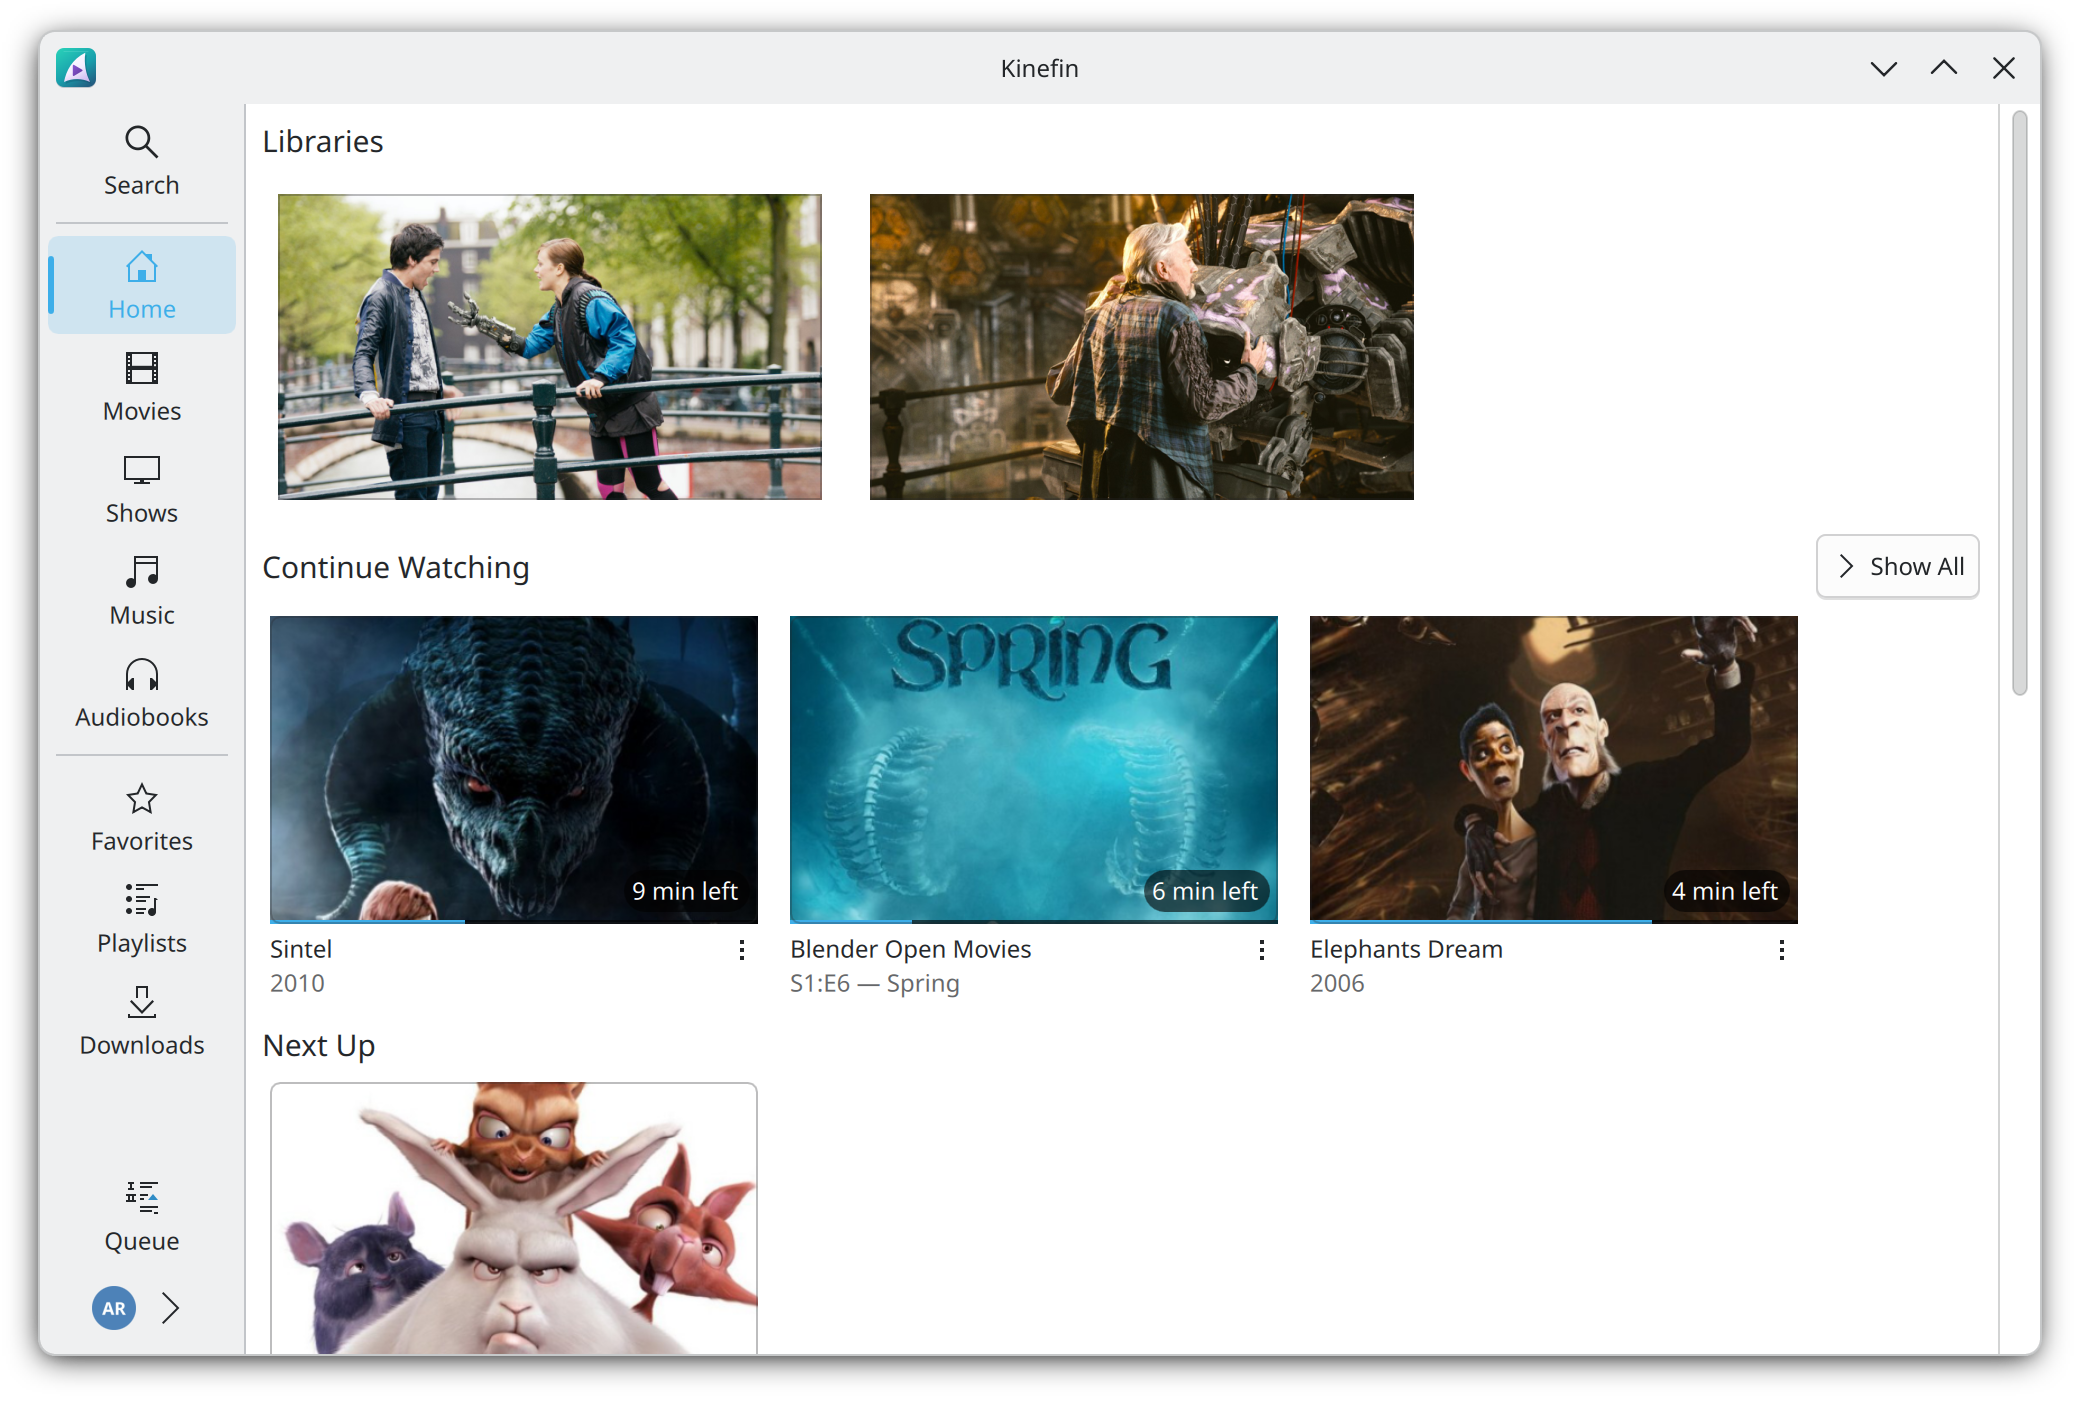 Kinefin
Search
Home
Movies
Shows
Music
Audiobooks
Favorites
Playlists
Downloads
Queue
AR
Libraries
Continue Watching
Show All
SPRING
9 min left
6 min left
4 min left
Sintel
2010
Blender Open Movies
S1:E6 — Spring
Elephants Dream
2006
Next Up